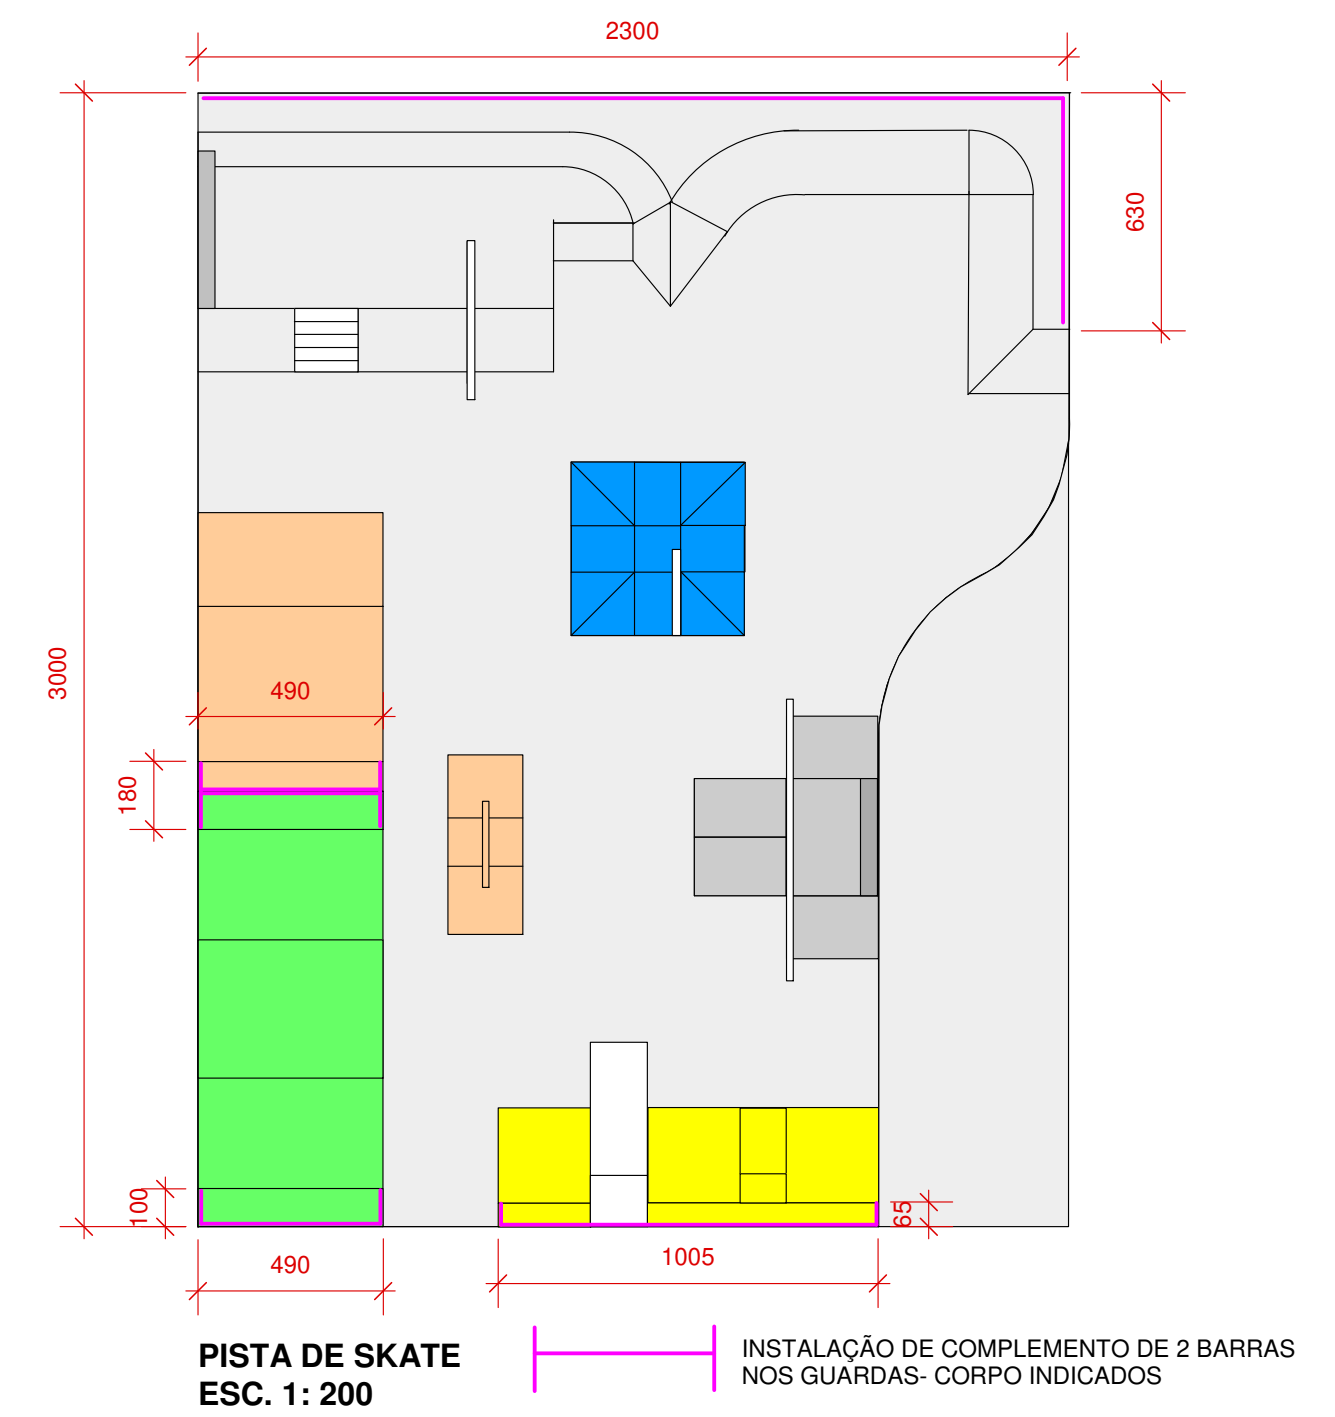 2300
630
3000
490
180
100
65
490
1005
PISTA DE SKATE
ESC. 1: 200
INSTALAÇÃO DE COMPLEMENTO DE 2 BARRAS
NOS GUARDAS- CORPO INDICADOS